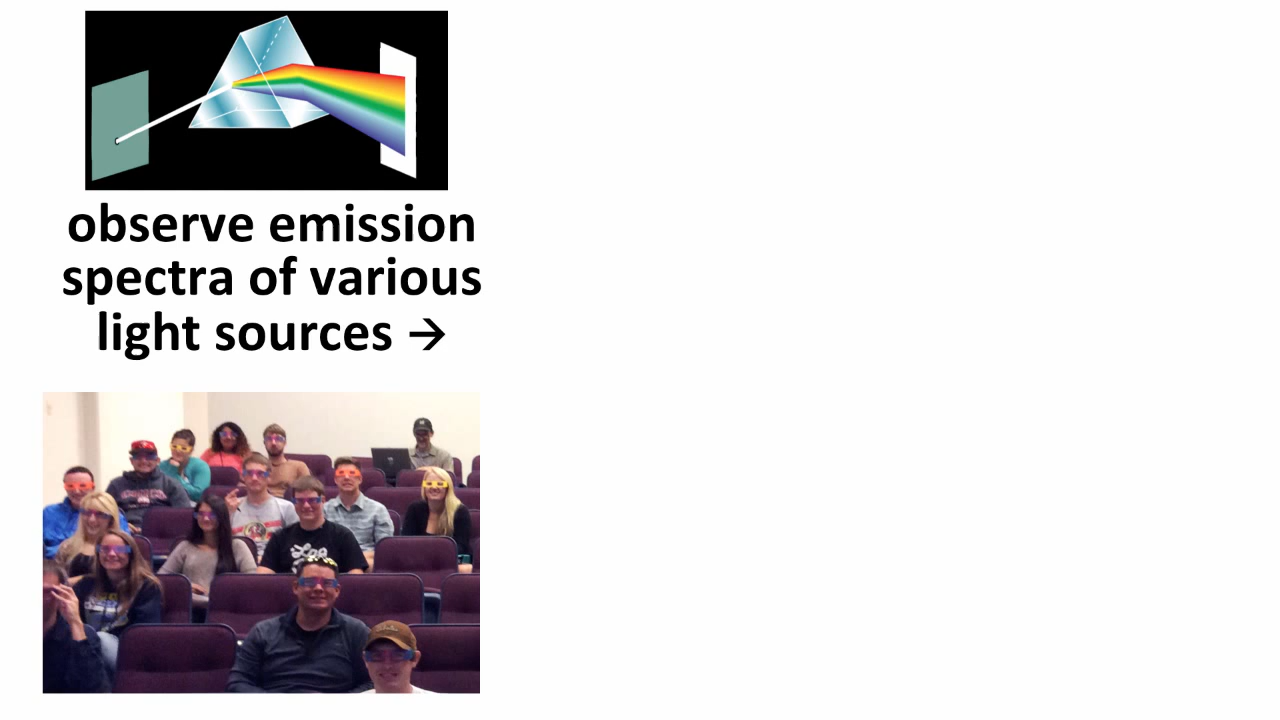 observe emission
spectra of various
light sources →